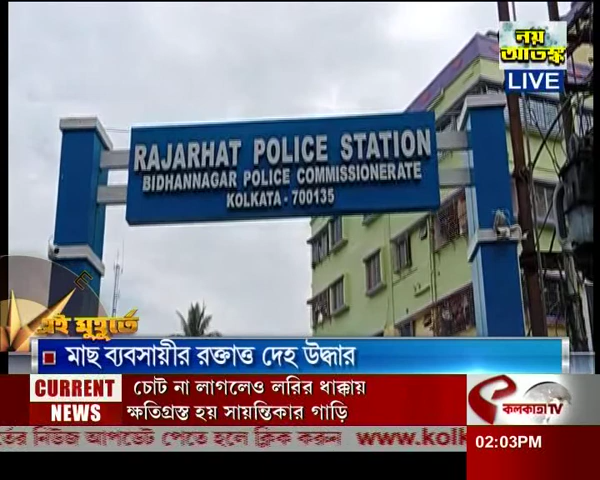 নয়
আতঙ্ক
LIVE
RAJARHAT POLICE STATION
BIDHANNAGAR POLICE COMMISSIONERATE
KOLKATA - 700135
এই মুহূর্তে
মাছ ব্যবসায়ীর রক্তাক্ত দেহ উদ্ধার
CURRENT NEWS
চোট না লাগলেও লরির ধাক্কায়
ক্ষতিগ্রস্ত হয় সায়ন্তিকার গাড়ি
কলকাতা TV
র্তের নিউজ আপডেট পেতে হলে ক্লিক করুন www.kolk
02:03PM